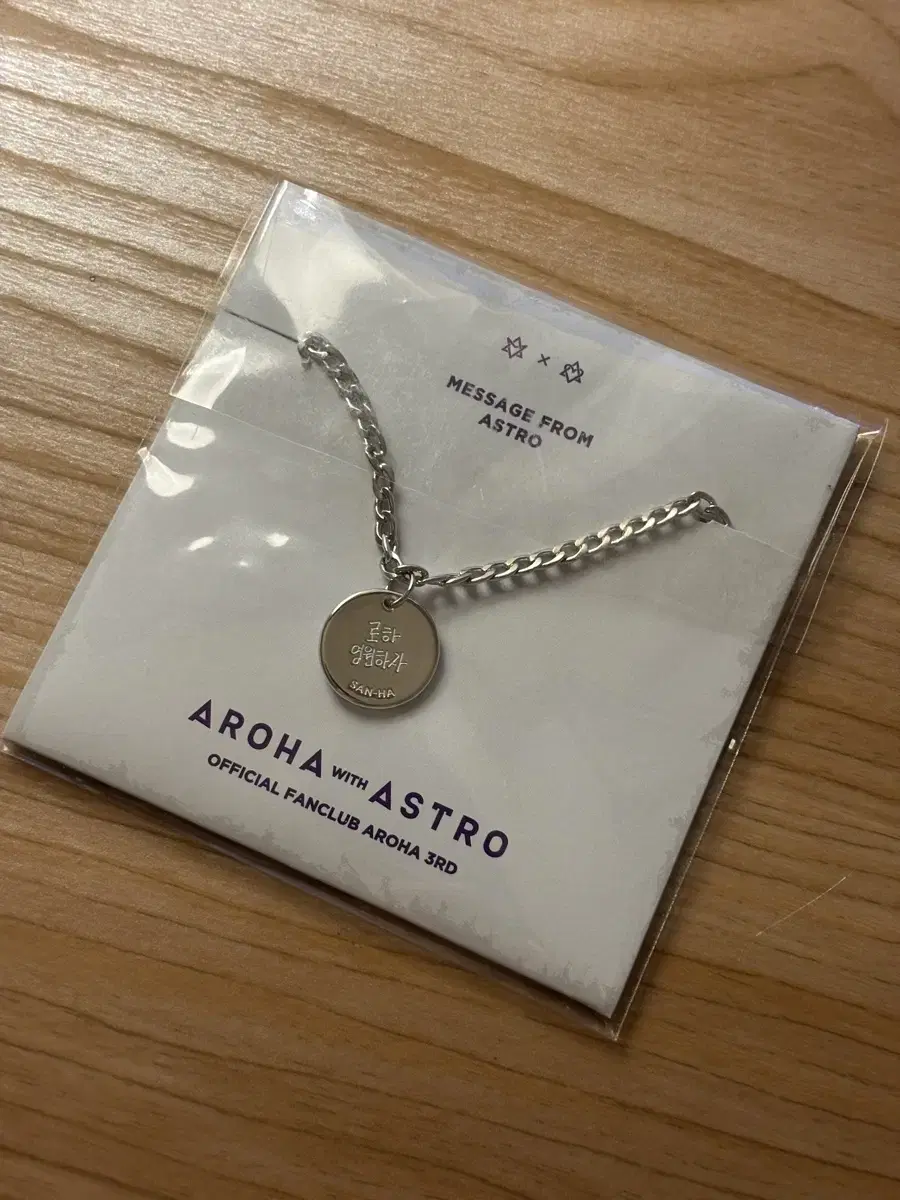 ×
MESSAGE FROM
ASTRO
로하
영원하자
SAN-HA
AROHA WITH ASTRO
OFFICIAL FANCLUB AROHA 3RD